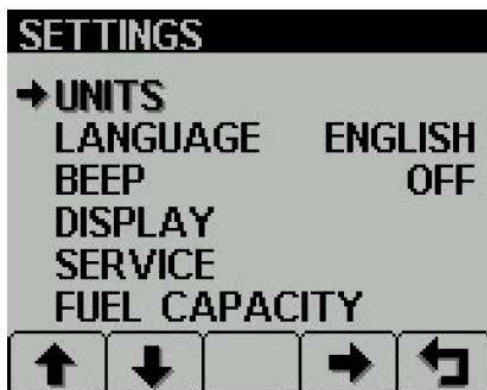 SETTINGS
UNITS
LANGUAGE ENGLISH
BEEP OFF
DISPLAY
SERVICE
FUEL CAPACITY